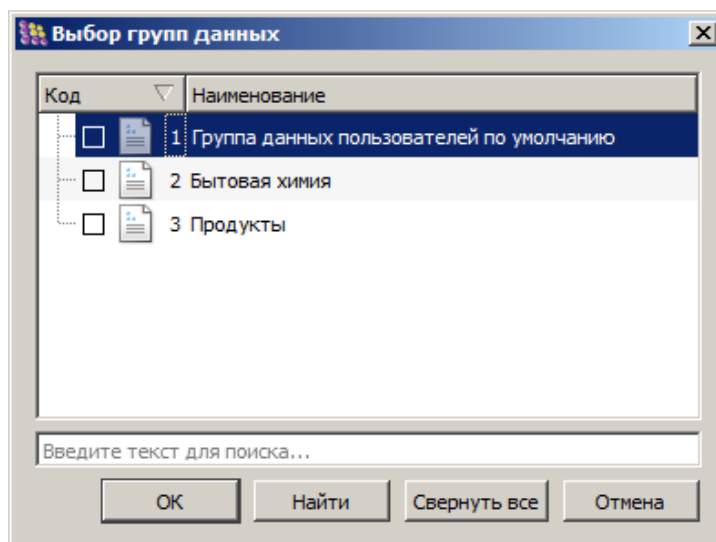 Выбор групп данных
Код Наименование
1 Группа данных пользователей по умолчанию
2 Бытовая химия
3 Продукты
Введите текст для поиска...
ОК Найти Свернуть все Отмена